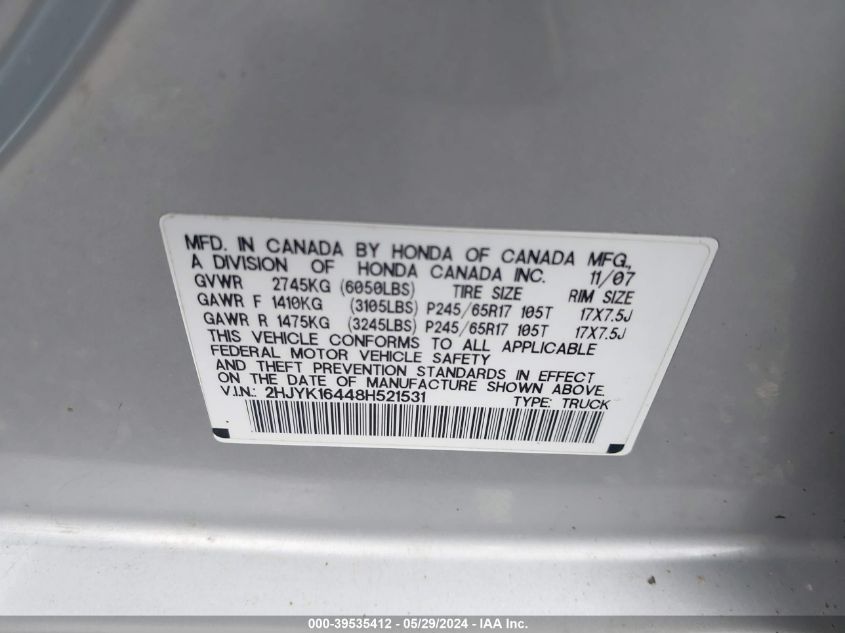 MFD. IN CANADA BY HONDA OF CANADA MFG.,
A DIVISION OF HONDA CANADA INC. 11/07
GVWR 2745KG (6050LBS) TIRE SIZE RIM SIZE
GAWR F 1410KG (3105LBS) P245/65R17 105T 17X7.5J
GAWR R 1475KG (3245LBS) P245/65R17 105T 17X7.5J
THIS VEHICLE CONFORMS TO ALL APPLICABLE
FEDERAL MOTOR VEHICLE SAFETY
AND THEFT PREVENTION STANDARDS IN EFFECT
ON THE DATE OF MANUFACTURE SHOWN ABOVE.
V.I.N.: 2HJYK16448H521531 TYPE: TRUCK
000-39535412 - 05/29/2024 - IAA Inc.